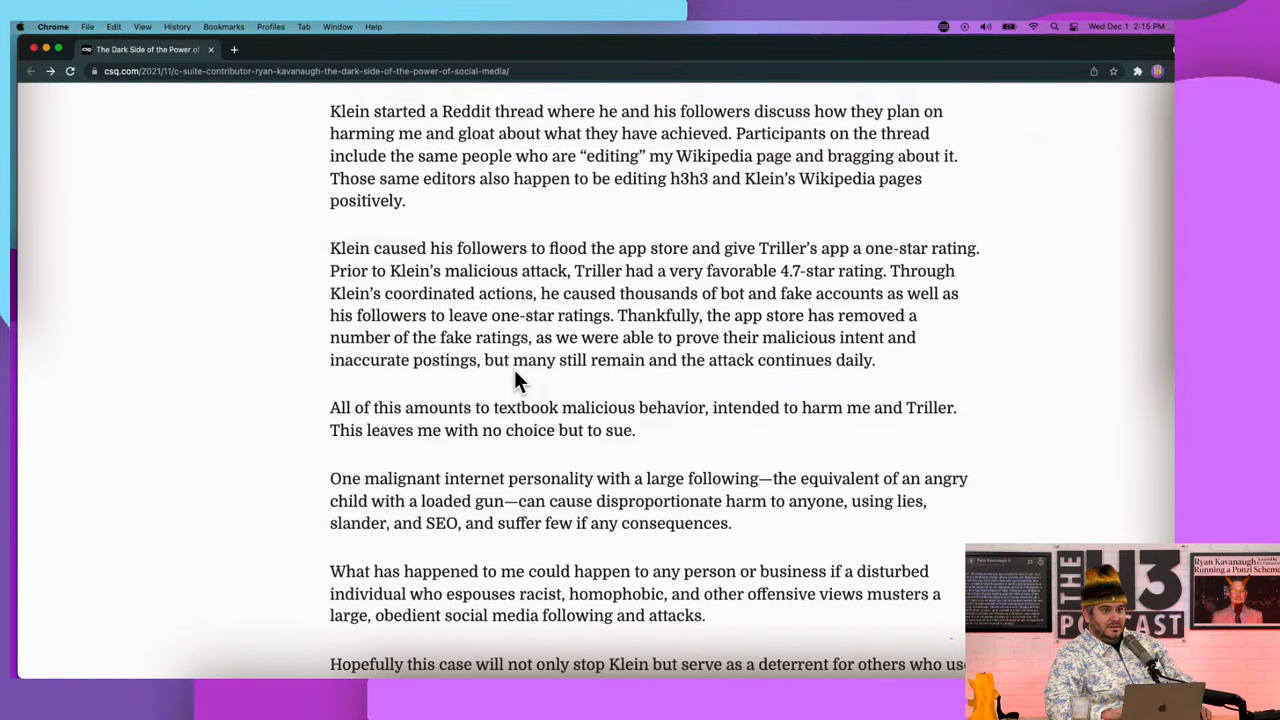 Chrome File Edit View History Bookmarks Profiles Tab Window Help
Wed Dec 1 2:15 PM
csq The Dark Side of the Power of
csq.com/2021/11/c-suite-contributor-ryan-kavanaugh-the-dark-side-of-the-power-of-social-media/
Klein started a Reddit thread where he and his followers discuss how they plan on
harming me and gloat about what they have achieved. Participants on the thread
include the same people who are “editing” my Wikipedia page and bragging about it.
Those same editors also happen to be editing h3h3 and Klein’s Wikipedia pages
positively.
Klein caused his followers to flood the app store and give Triller’s app a one-star rating.
Prior to Klein’s malicious attack, Triller had a very favorable 4.7-star rating. Through
Klein’s coordinated actions, he caused thousands of bot and fake accounts as well as
his followers to leave one-star ratings. Thankfully, the app store has removed a
number of the fake ratings, as we were able to prove their malicious intent and
inaccurate postings, but many still remain and the attack continues daily.
All of this amounts to textbook malicious behavior, intended to harm me and Triller.
This leaves me with no choice but to sue.
One malignant internet personality with a large following—the equivalent of an angry
child with a loaded gun—can cause disproportionate harm to anyone, using lies,
slander, and SEO, and suffer few if any consequences.
What has happened to me could happen to any person or business if a disturbed
individual who espouses racist, homophobic, and other offensive views musters a
large, obedient social media following and attacks.
Hopefully this case will not only stop Klein but serve as a deterrent for others who use
THE H3
PODCAST
Ryan Kavanaugh
Running a Ponzi Scheme